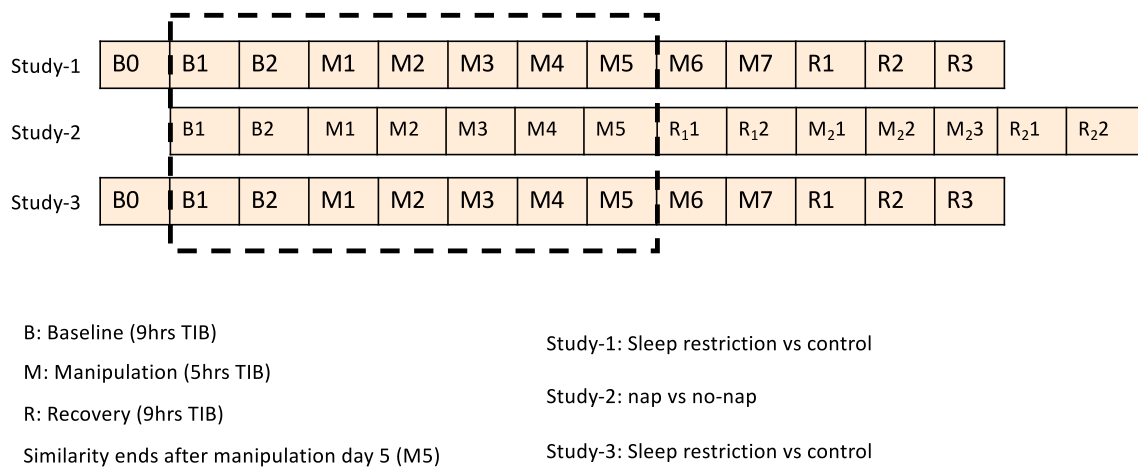 Study-1 B0 B1 B2 M1 M2 M3 M4 M5 M6 M7 R1 R2 R3
Study-2 B1 B2 M1 M2 M3 M4 M5 R₁1 R₁2 M₂1 M₂2 M₂3 R₂1 R₂2
Study-3 B0 B1 B2 M1 M2 M3 M4 M5 M6 M7 R1 R2 R3
B: Baseline (9hrs TIB)
M: Manipulation (5hrs TIB)
R: Recovery (9hrs TIB)
Similarity ends after manipulation day 5 (M5)
Study-1: Sleep restriction vs control
Study-2: nap vs no-nap
Study-3: Sleep restriction vs control